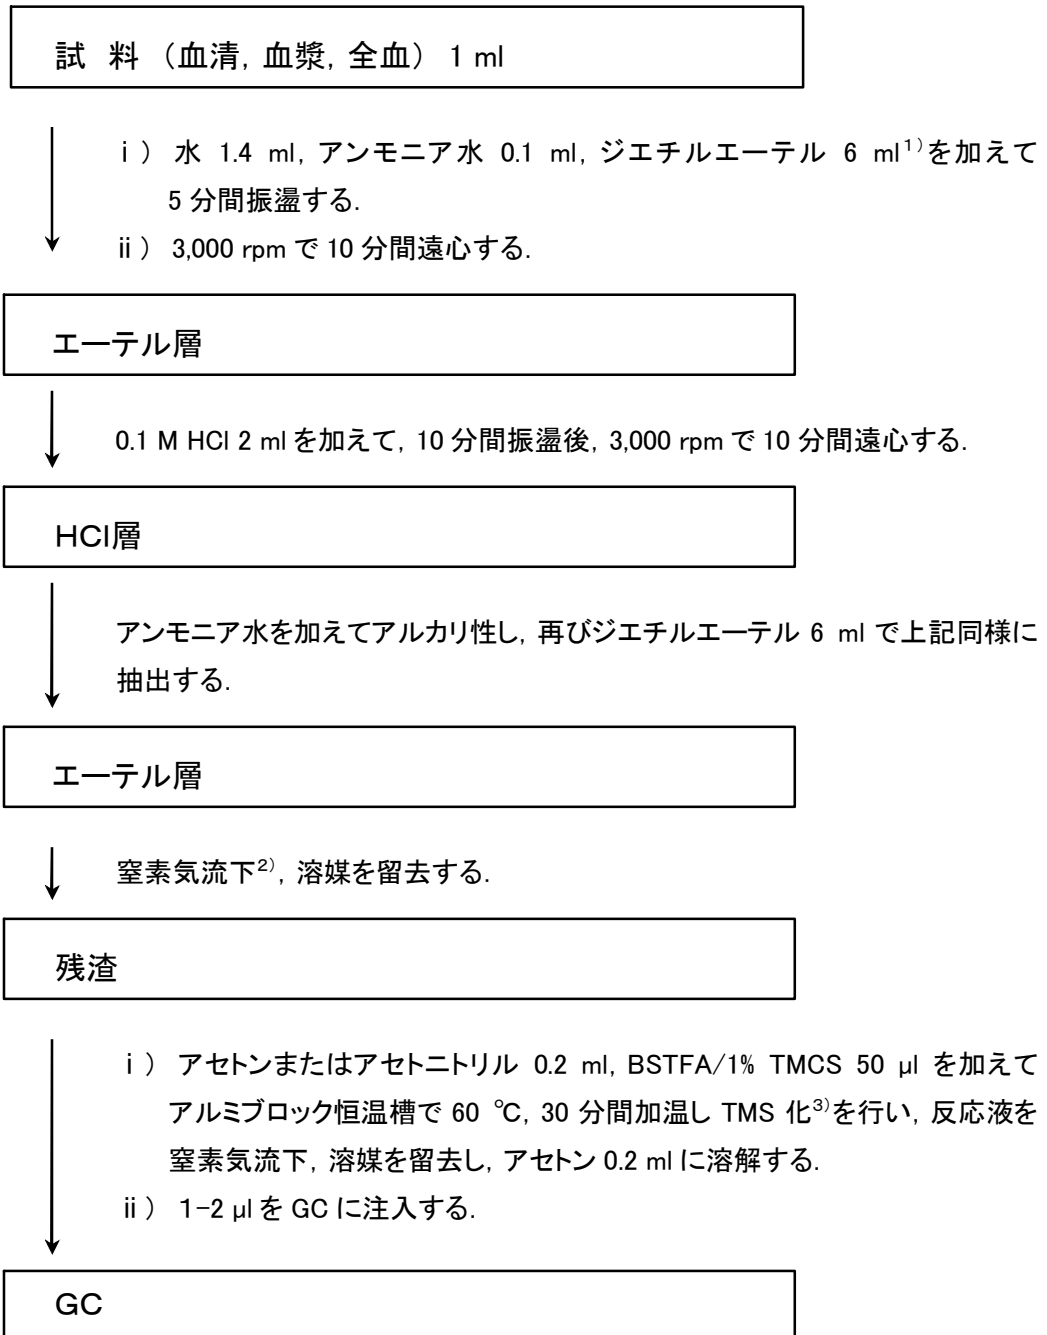 試 料 （血清，血漿，全血） 1 ml
ⅰ） 水 1.4 ml，アンモニア水 0.1 ml，ジエチルエーテル 6 ml¹⁾を加えて
5 分間振盪する．
ⅱ） 3,000 rpm で 10 分間遠心する．
エーテル層
0.1 M HCl 2 ml を加えて，10 分間振盪後，3,000 rpm で 10 分間遠心する．
HCl層
アンモニア水を加えてアルカリ性し，再びジエチルエーテル 6 ml で上記同様に
抽出する．
エーテル層
窒素気流下²⁾，溶媒を留去する．
残渣
ⅰ） アセトンまたはアセトニトリル 0.2 ml，BSTFA/1% TMCS 50 μl を加えて
アルミブロック恒温槽で 60 ℃，30 分間加温し TMS 化³⁾を行い，反応液を
窒素気流下，溶媒を留去し，アセトン 0.2 ml に溶解する．
ⅱ） 1-2 μl を GC に注入する．
GC